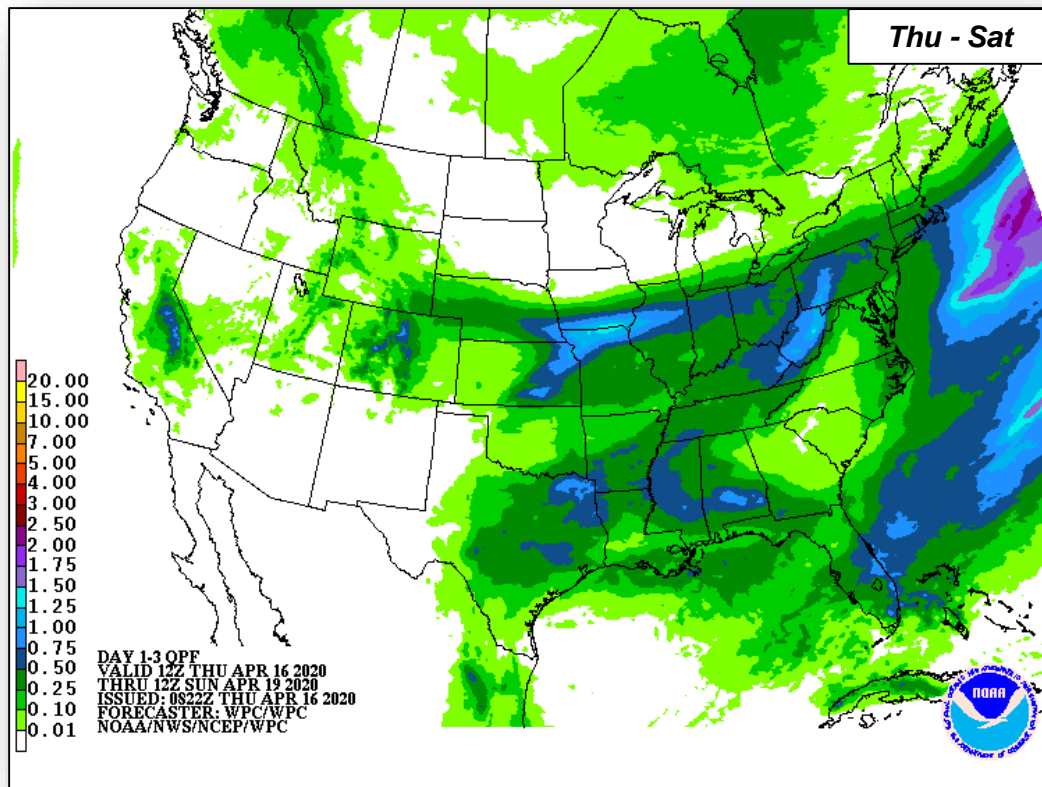 Thu - Sat
20.00
15.00
10.00
7.00
5.00
4.00
3.00
2.50
2.00
1.75
1.50
1.25
1.00
0.75
0.50
0.25
0.10
0.01
DAY 1-3 QPF
VALID 12Z THU APR 16 2020
THRU 12Z SUN APR 19 2020
ISSUED: 0822Z THU APR 16 2020
FORECASTER: WPC/WPC
NOAA/NWS/NCEP/WPC
NOAA